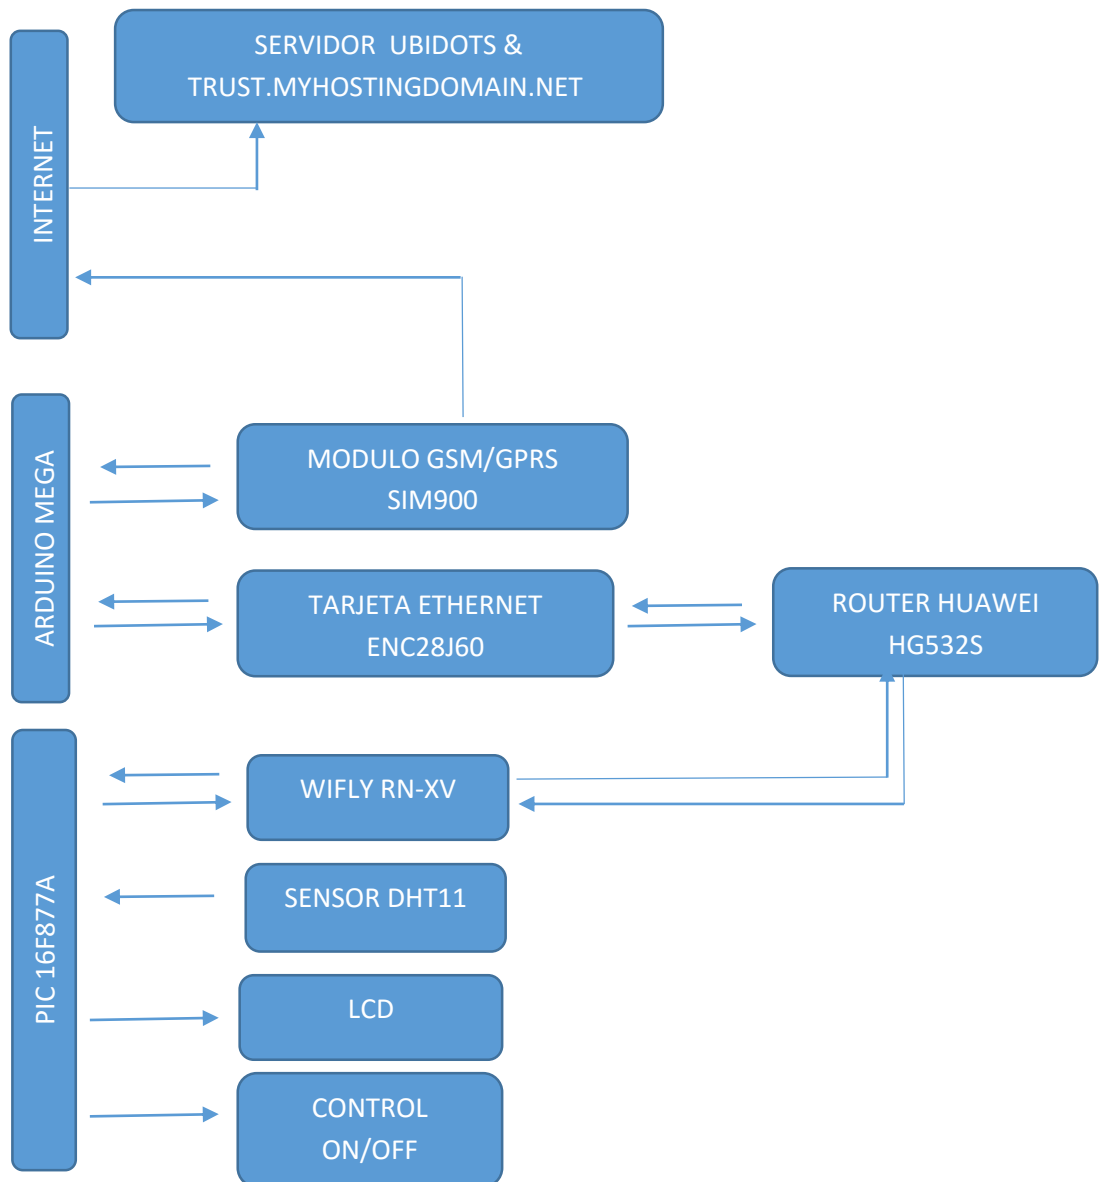 SERVIDOR UBIDOTS &
TRUST.MYHOSTINGDOMAIN.NET
INTERNET
ARDUINO MEGA
MODULO GSM/GPRS
SIM900
TARJETA ETHERNET
ENC28J60
ROUTER HUAWEI
HG532S
PIC 16F877A
WIFLY RN-XV
SENSOR DHT11
LCD
CONTROL
ON/OFF